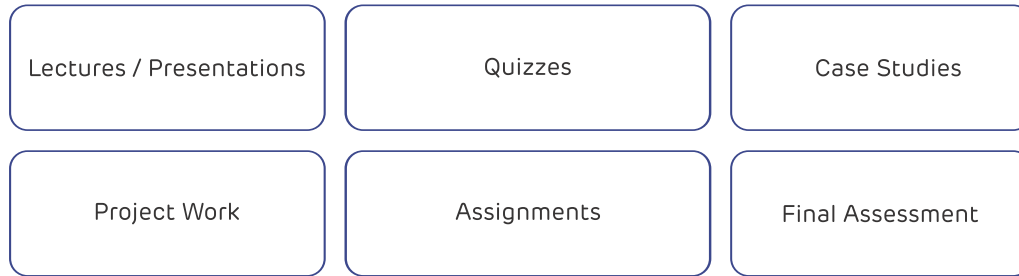 Lectures / Presentations
Quizzes
Case Studies
Project Work
Assignments
Final Assessment